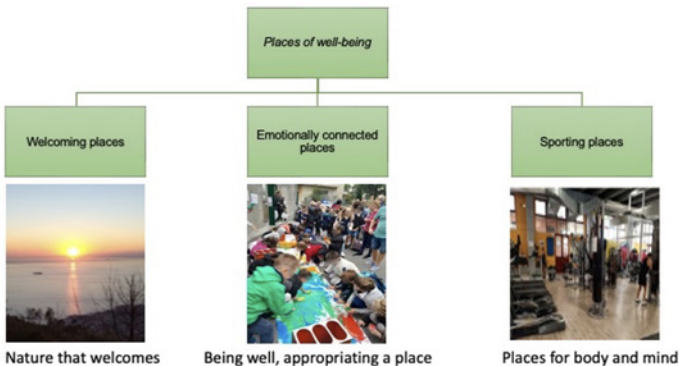 Places of well-being
Welcoming places
Emotionally connected
places
Sporting places
Nature that welcomes
Being well, appropriating a place
Places for body and mind